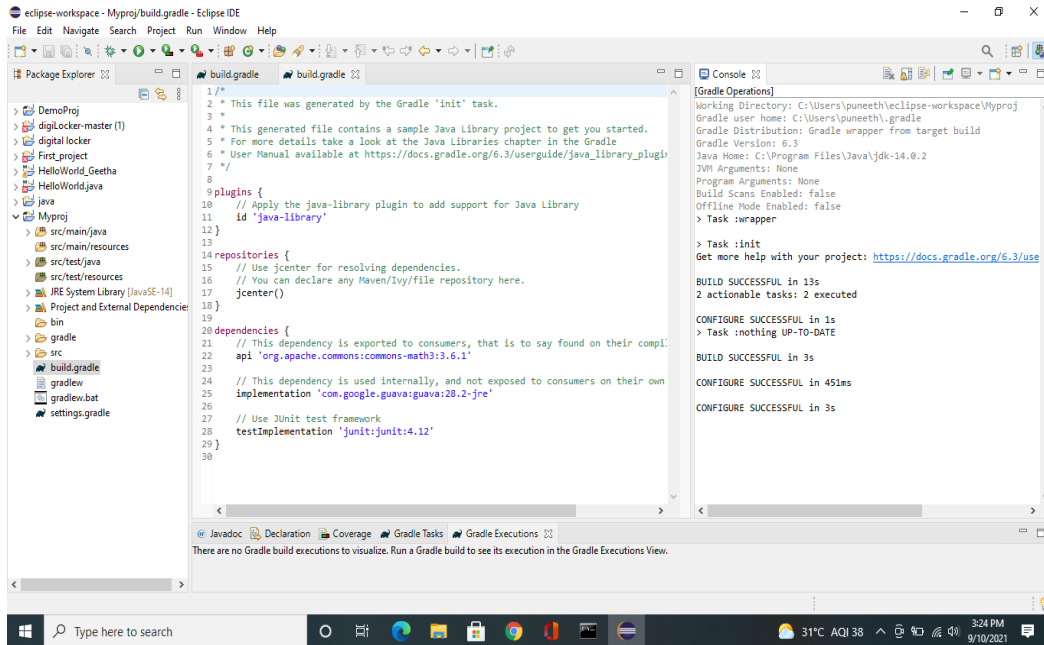 eclipse-workspace - Myproj/build.gradle - Eclipse IDE
File Edit Navigate Search Project Run Window Help
Package Explorer
DemoProj
digiLocker-master (1)
digital locker
First_project
HelloWorld_Geetha
HelloWorld.java
java
Myproj
src/main/java
src/main/resources
src/test/java
src/test/resources
JRE System Library [JavaSE-14]
Project and External Dependencies
bin
gradle
src
build.gradle
gradlew
gradlew.bat
settings.gradle
build.gradle build.gradle
1 /*
2 * This file was generated by the Gradle 'init' task.
3 *
4 * This generated file contains a sample Java Library project to get you started.
5 * For more details take a look at the Java Libraries chapter in the Gradle
6 * User Manual available at https://docs.gradle.org/6.3/userguide/java_library_plugin
7 */
8
9 plugins {
10 // Apply the java-library plugin to add support for Java Library
11 id 'java-library'
12 }
13
14 repositories {
15 // Use jcenter for resolving dependencies.
16 // You can declare any Maven/Ivy/file repository here.
17 jcenter()
18 }
19
20 dependencies {
21 // This dependency is exported to consumers, that is to say found on their compil
22 api 'org.apache.commons:commons-math3:3.6.1'
23
24 // This dependency is used internally, and not exposed to consumers on their own
25 implementation 'com.google.guava:guava:28.2-jre'
26
27 // Use JUnit test framework
28 testImplementation 'junit:junit:4.12'
29 }
30
Console
[Gradle Operations]
Working Directory: C:\Users\puneeth\eclipse-workspace\Myproj
Gradle user home: C:\Users\puneeth\.gradle
Gradle Distribution: Gradle wrapper from target build
Gradle Version: 6.3
Java Home: C:\Program Files\Java\jdk-14.0.2
JVM Arguments: None
Program Arguments: None
Build Scans Enabled: false
Offline Mode Enabled: false
> Task :wrapper
> Task :init
Get more help with your project: https://docs.gradle.org/6.3/use
BUILD SUCCESSFUL in 13s
2 actionable tasks: 2 executed
CONFIGURE SUCCESSFUL in 1s
> Task :nothing UP-TO-DATE
BUILD SUCCESSFUL in 3s
CONFIGURE SUCCESSFUL in 451ms
CONFIGURE SUCCESSFUL in 3s
Javadoc Declaration Coverage Gradle Tasks Gradle Executions
There are no Gradle build executions to visualize. Run a Gradle build to see its execution in the Gradle Executions View.
Type here to search
31°C AQI 38
3:24 PM
9/10/2021